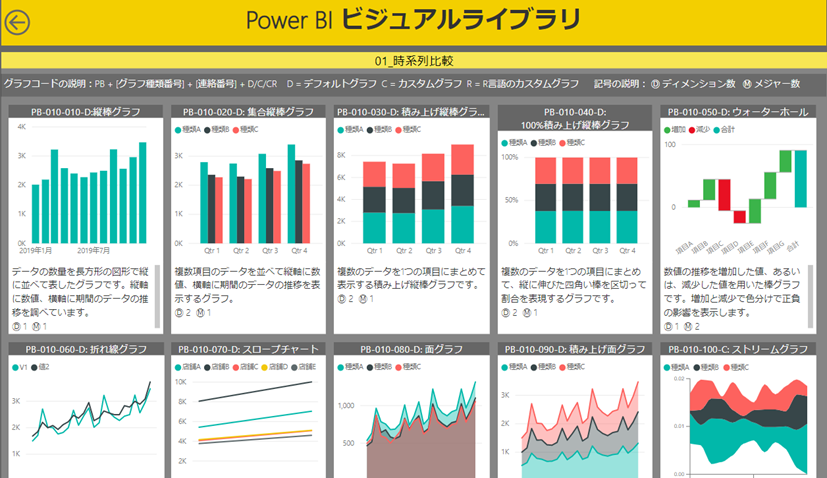 Power BI ビジュアルライブラリ
01_時系列比較
グラフコードの説明：PB + [グラフ種類番号] + [連絡番号] + D/C/CR　D = デフォルトグラフ C = カスタムグラフ R = R言語のカスタムグラフ　記号の説明： Ⓓ ディメンション数　Ⓜ メジャー数
PB-010-010-D:縦棒グラフ
4K
3K
2K
1K
0K
2019年1月 2019年7月
データの数量を長方形の図形で縦
に並べて表したグラフです。縦軸
に数値、横軸に期間のデータの推
移を調べています。
Ⓓ 1 Ⓜ 1
PB-010-020-D: 集合縦棒グラフ
種類A 種類B 種類C
3K
2K
1K
0K
Qtr 1 Qtr 2 Qtr 3 Qtr 4
複数項目のデータを並べて縦軸に数
値、横軸に期間のデータの推移を表
示するグラフ。
Ⓓ 2 Ⓜ 1
PB-010-030-D: 積み上げ縦棒グラ...
種類A 種類B 種類C
8K
6K
4K
2K
0K
Qtr 1 Qtr 2 Qtr 3 Qtr 4
複数のデータを1つの項目にまとめて
表示する積み上げ縦棒グラフです。
Ⓓ 2 Ⓜ 1
PB-010-040-D:
100%積み上げ縦棒グラフ
種類A 種類B 種類C
100%
50%
0%
Qtr 1 Qtr 2 Qtr 3 Qtr 4
複数のデータを1つの項目にまとめ
て、縦に伸びた四角い棒を区切って
割合を表現するグラフです。
Ⓓ 2 Ⓜ 1
PB-010-050-D: ウォーターホール
増加 減少 合計
100
0
項目A 項目B 項目C 項目D 項目E 項目F 項目G 合計
数値の推移を増加した値、あるい
は、減少した値を用いた棒グラフ
です。増加と減少で色分けで正負
の影響を表示します。
Ⓓ 1 Ⓜ 2
PB-010-060-D: 折れ線グラフ
V1 値2
3K
2K
1K
PB-010-070-D: スロープチャート
店舗A 店舗B 店舗C 店舗D 店舗E
10K
8K
6K
4K
2K
PB-010-080-D: 面グラフ
種類A 種類B 種類C
1,000
500
PB-010-090-D: 積み上げ面グラフ
種類A 種類B 種類C
3K
2K
1K
PB-010-100-C: ストリームグラフ
種類A 種類B 種類C
0.02
0.01
0.00